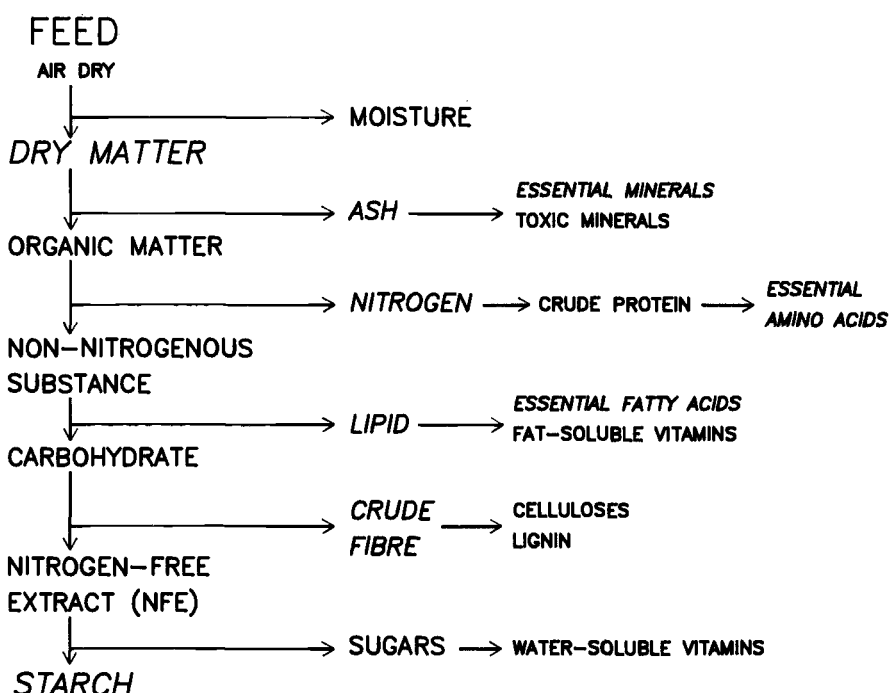 FEED
AIR DRY
MOISTURE
DRY MATTER
ASH
ESSENTIAL MINERALS
TOXIC MINERALS
ORGANIC MATTER
NITROGEN
CRUDE PROTEIN
ESSENTIAL
AMINO ACIDS
NON-NITROGENOUS
SUBSTANCE
LIPID
ESSENTIAL FATTY ACIDS
FAT-SOLUBLE VITAMINS
CARBOHYDRATE
CRUDE
FIBRE
CELLULOSES
LIGNIN
NITROGEN-FREE
EXTRACT (NFE)
SUGARS
WATER-SOLUBLE VITAMINS
STARCH